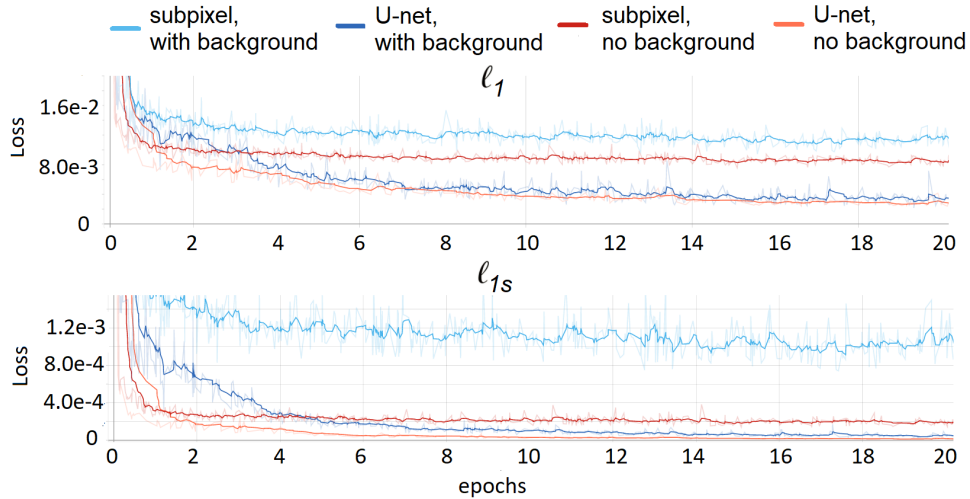 subpixel, with background
U-net, with background
subpixel, no background
U-net, no background
ℓ1
Loss
1.6e-2
8.0e-3
0
0 2 4 6 8 10 12 14 16 18 20
ℓ1s
Loss
1.2e-3
8.0e-4
4.0e-4
0
0 2 4 6 8 10 12 14 16 18 20
epochs